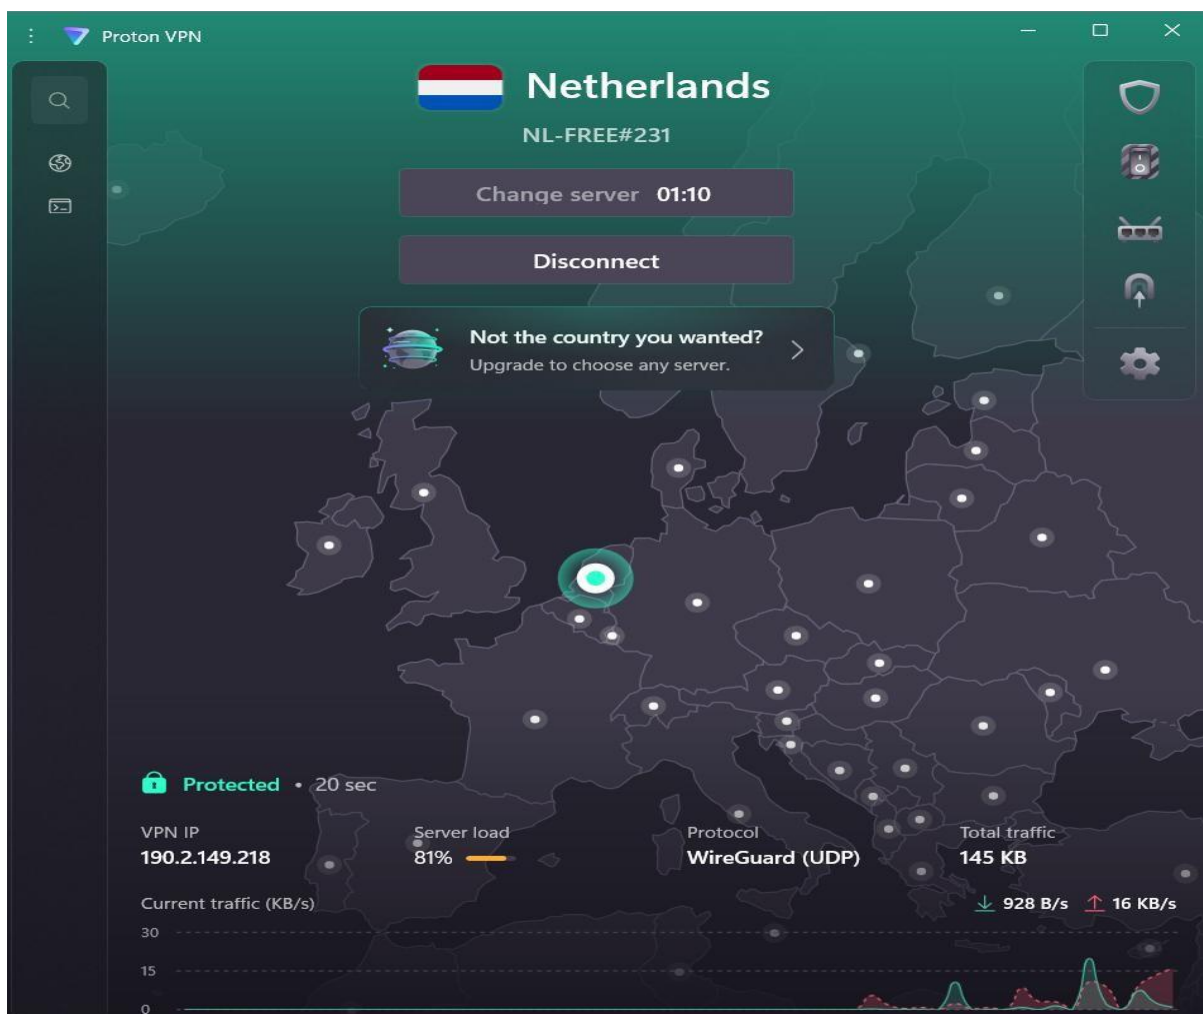 Proton VPN
Netherlands
NL-FREE#231
Change server 01:10
Disconnect
Not the country you wanted?
Upgrade to choose any server.
Protected • 20 sec
VPN IP
190.2.149.218
Server load
81%
Protocol
WireGuard (UDP)
Total traffic
145 KB
Current traffic (KB/s)
928 B/s 16 KB/s
30
15
0